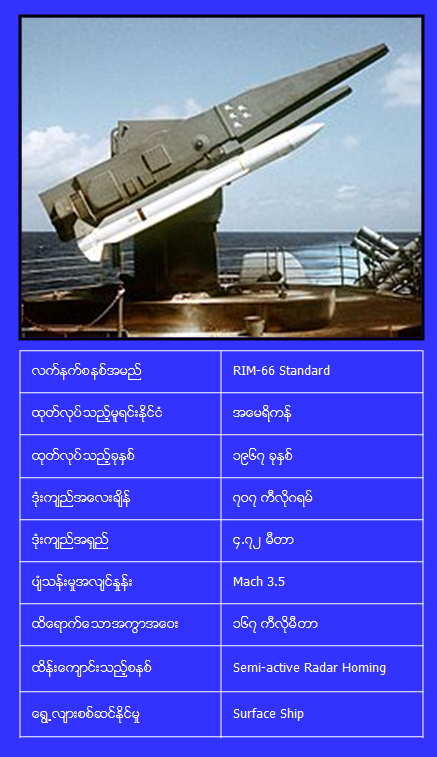 လက်နက်စနစ်အမည် RIM-66 Standard
ထုတ်လုပ်သည့်မူရင်းနိုင်ငံ အမေရိကန်
ထုတ်လုပ်သည့်ခုနှစ် ၁၉၆၇ ခုနှစ်
ဒုံးကျည်အလေးချိန် ၇၀၇ ကီလိုဂရမ်
ဒုံးကျည်အရှည် ၄.၇၂ မီတာ
ပျံသန်းမှုအလျင်နှုန်း Mach 3.5
ထိရောက်သောအကွာအဝေး ၁၆၇ ကီလိုမီတာ
ထိန်းကျောင်းသည့်စနစ် Semi-active Radar Homing
ရွေ့လျားစစ်ဆင်နိုင်မှု Surface Ship